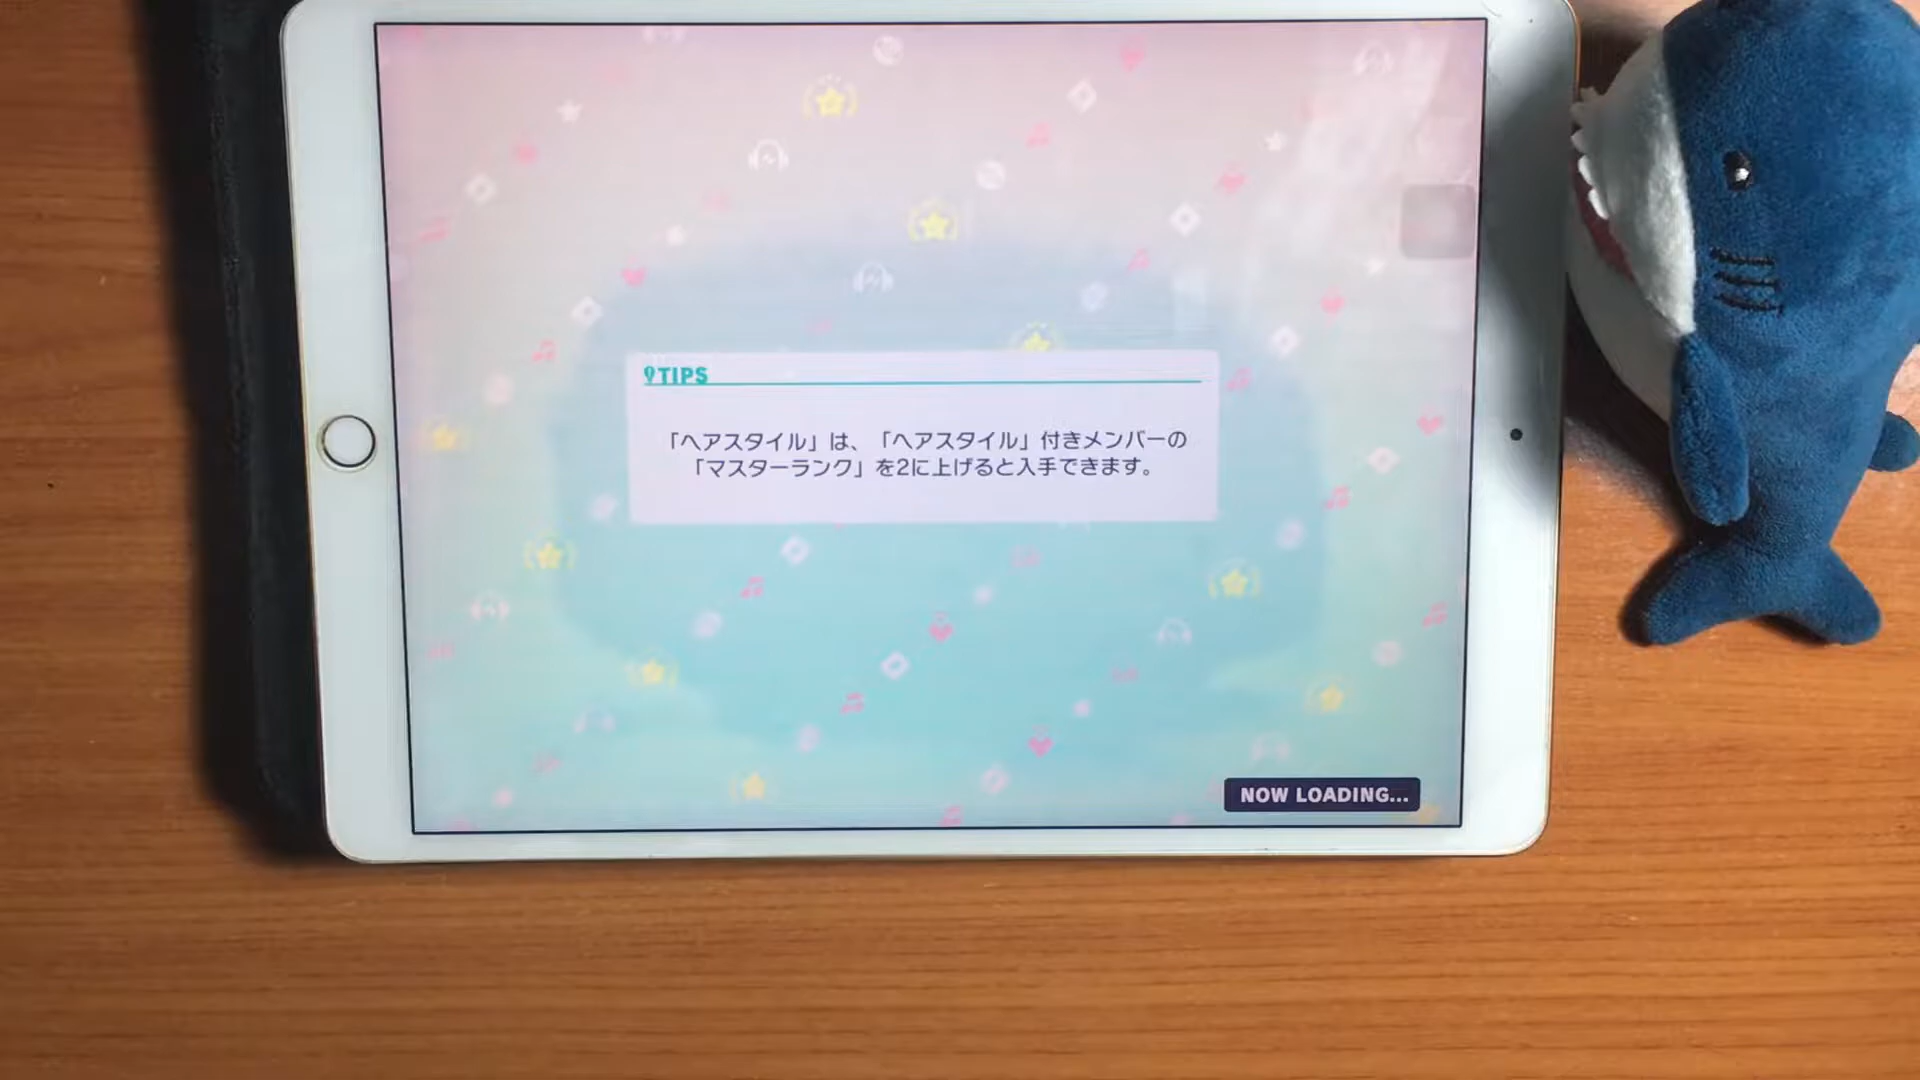 TIPS
「ヘアスタイル」は、「ヘアスタイル」付きメンバーの
「マスターランク」を2に上げると入手できます。
NOW LOADING...